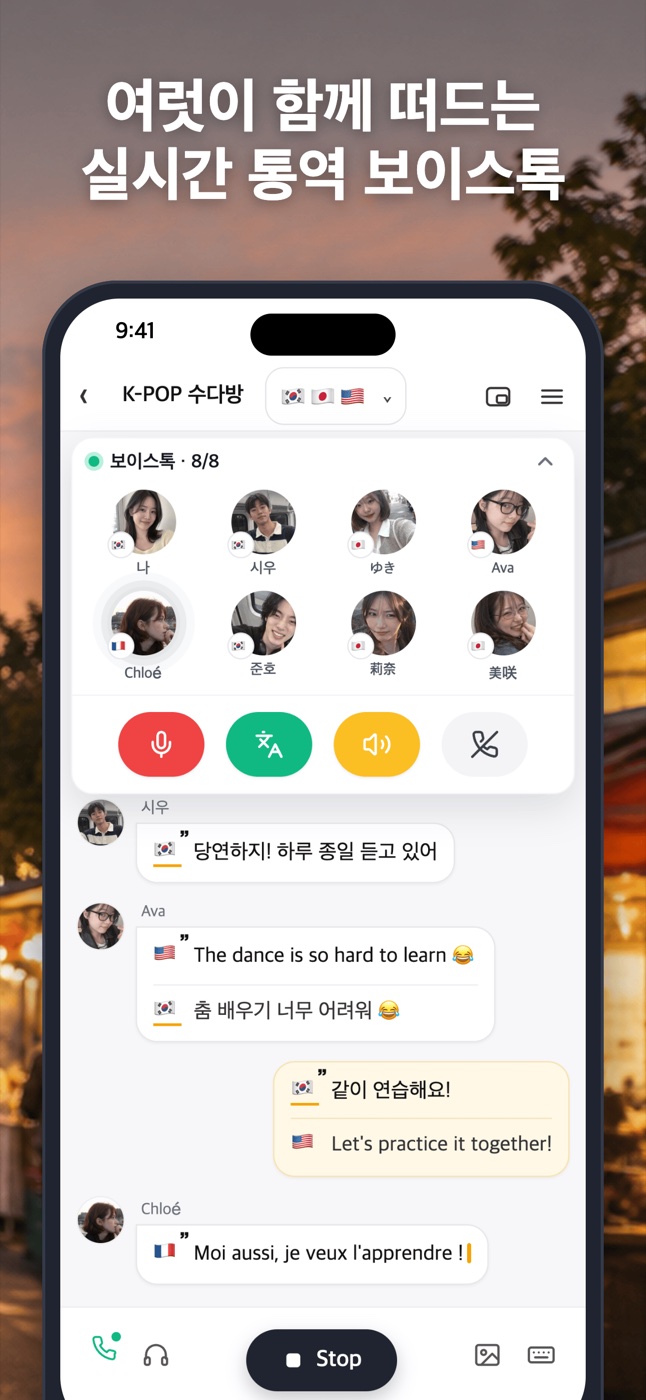 여럿이 함께 떠드는
실시간 통역 보이스톡
9:41
K-POP 수다방
보이스톡 · 8/8
나
시우
ゆき
Ava
Chloé
준호
莉奈
美咲
시우
당연하지! 하루 종일 듣고 있어
Ava
The dance is so hard to learn 😂
춤 배우기 너무 어려워 😂
같이 연습해요!
Let's practice it together!
Chloé
Moi aussi, je veux l'apprendre !
Stop